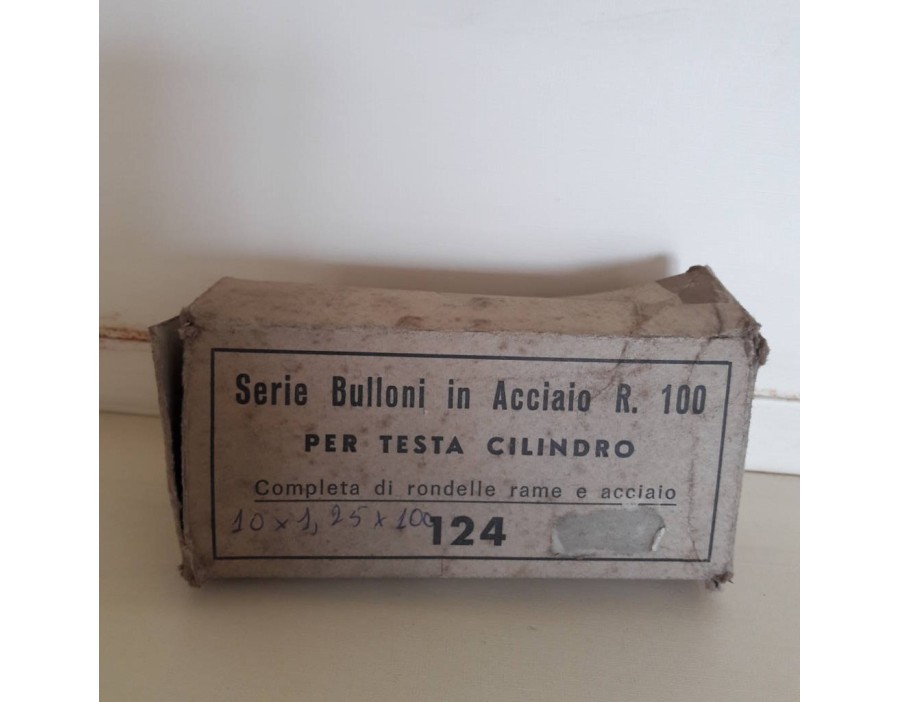 Serie Bulloni in Acciaio R. 100
PER TESTA CILINDRO
Completa di rondelle rame e acciaio
10 x 1,25 x 100 124